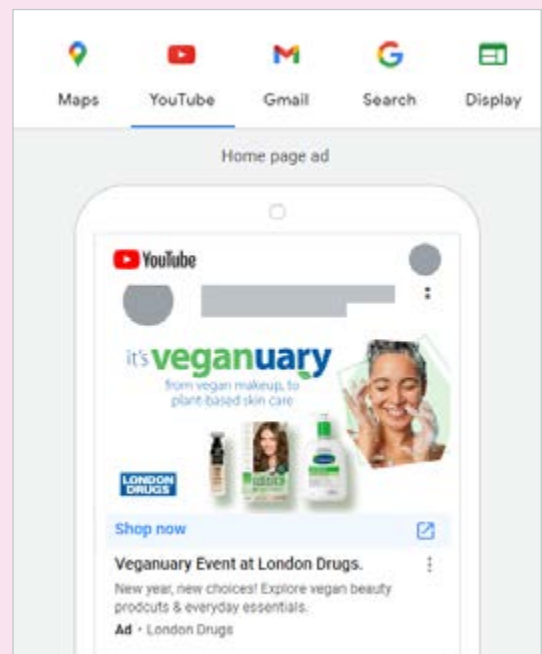 Maps YouTube Gmail Search Display
Home page ad
YouTube
it's veganuary
from vegan makeup, to
plant-based skin care
LONDON
DRUGS
Shop now
Veganuary Event at London Drugs.
New year, new choices! Explore vegan beauty
prodcuts & everyday essentials.
Ad • London Drugs